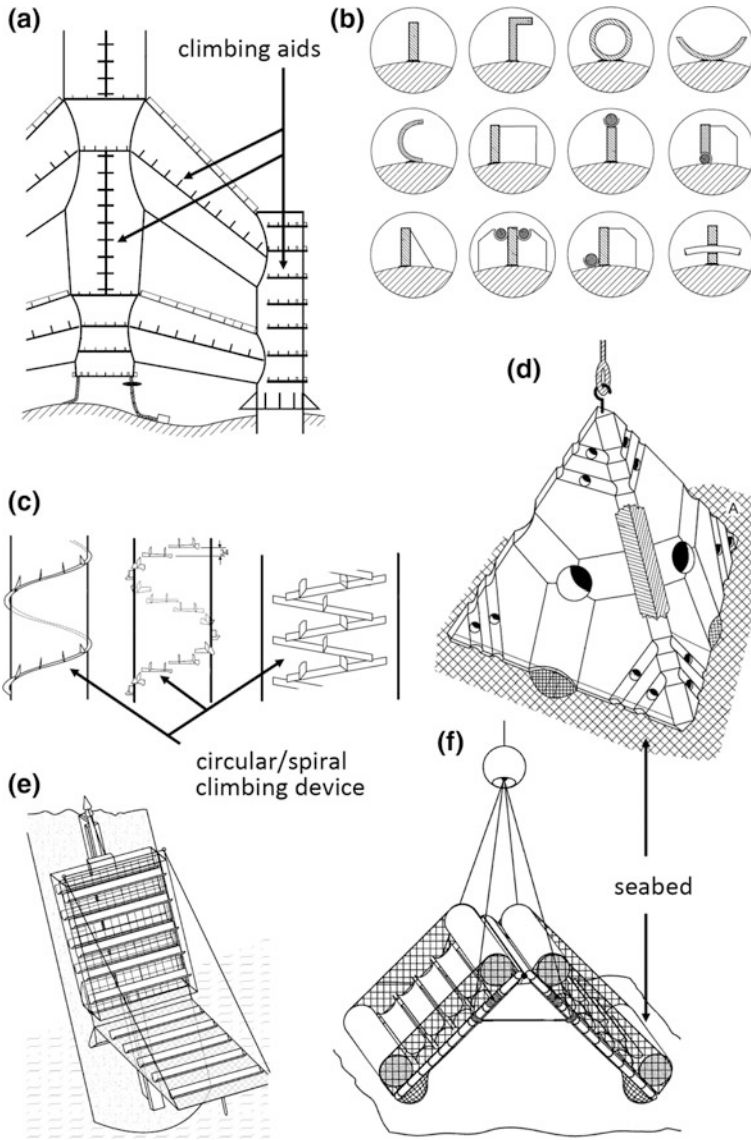 (a)
climbing aids
(b)
(c)
circular/spiral
climbing device
(d)
A
(e)
(f)
seabed